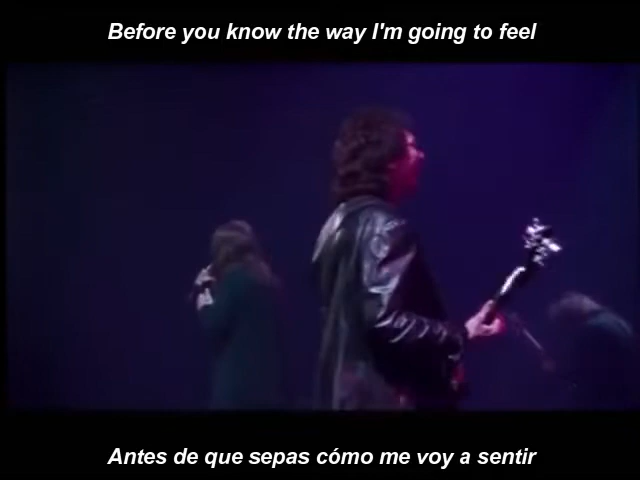 Before you know the way I'm going to feel
Antes de que sepas cómo me voy a sentir